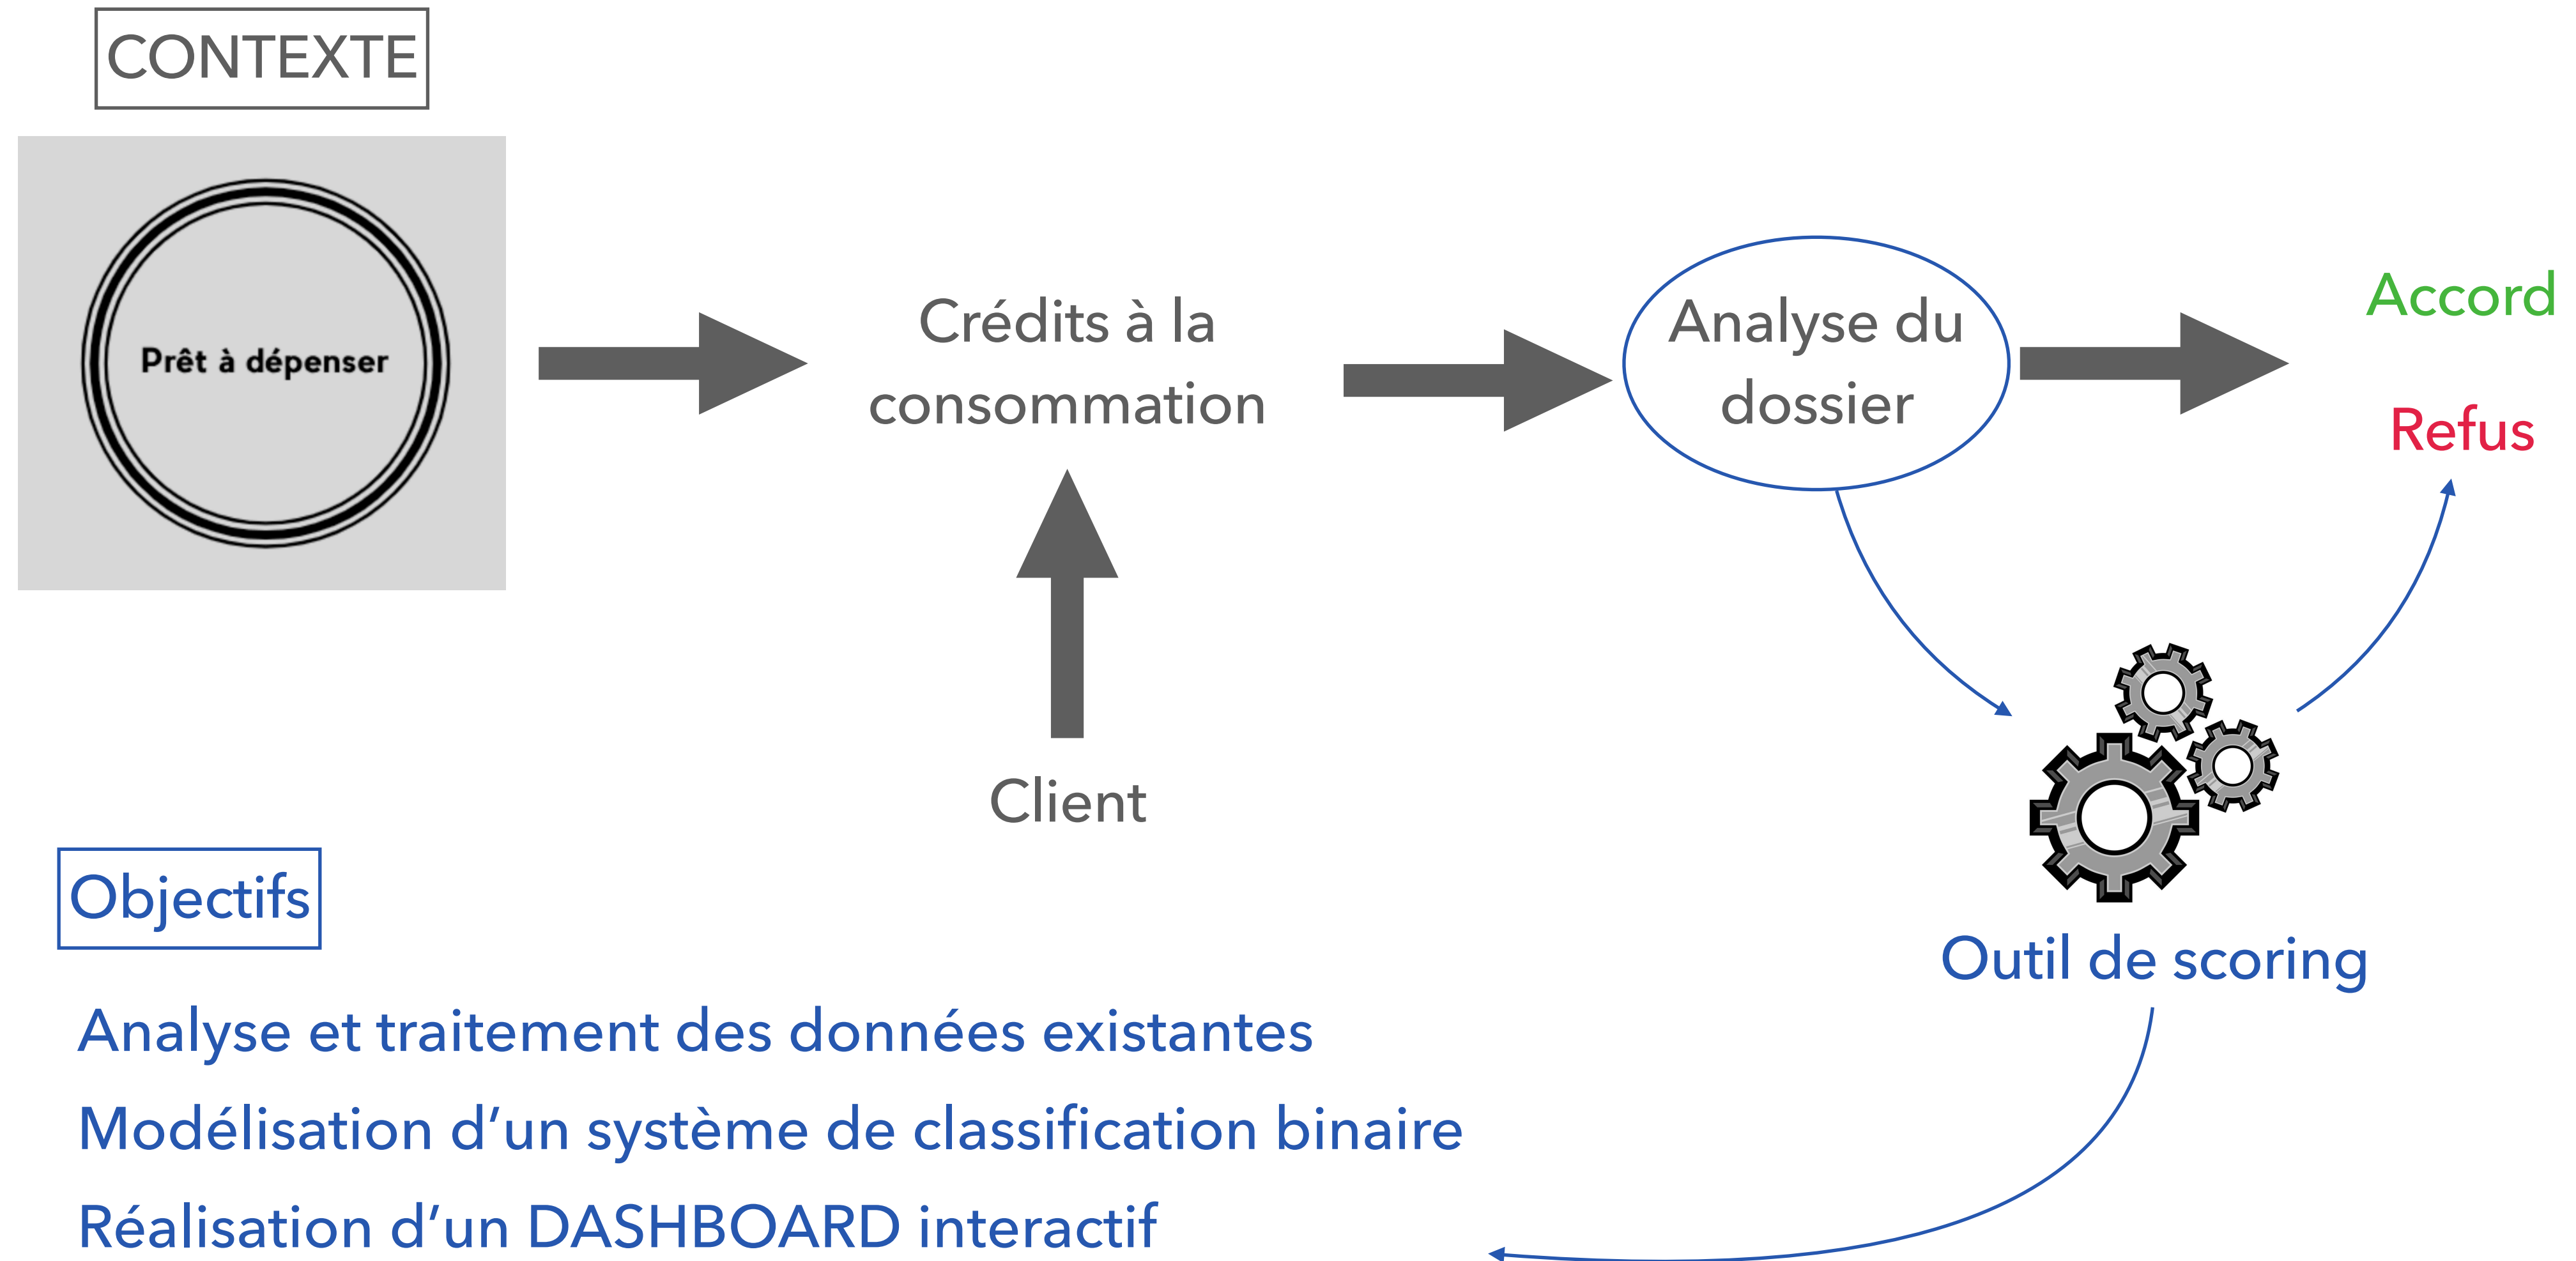 CONTEXTE
Prêt à dépenser
Crédits à la
consommation
Analyse du
dossier
Accord
Refus
Client
Outil de scoring
Objectifs
Analyse et traitement des données existantes
Modélisation d’un système de classification binaire
Réalisation d’un DASHBOARD interactif